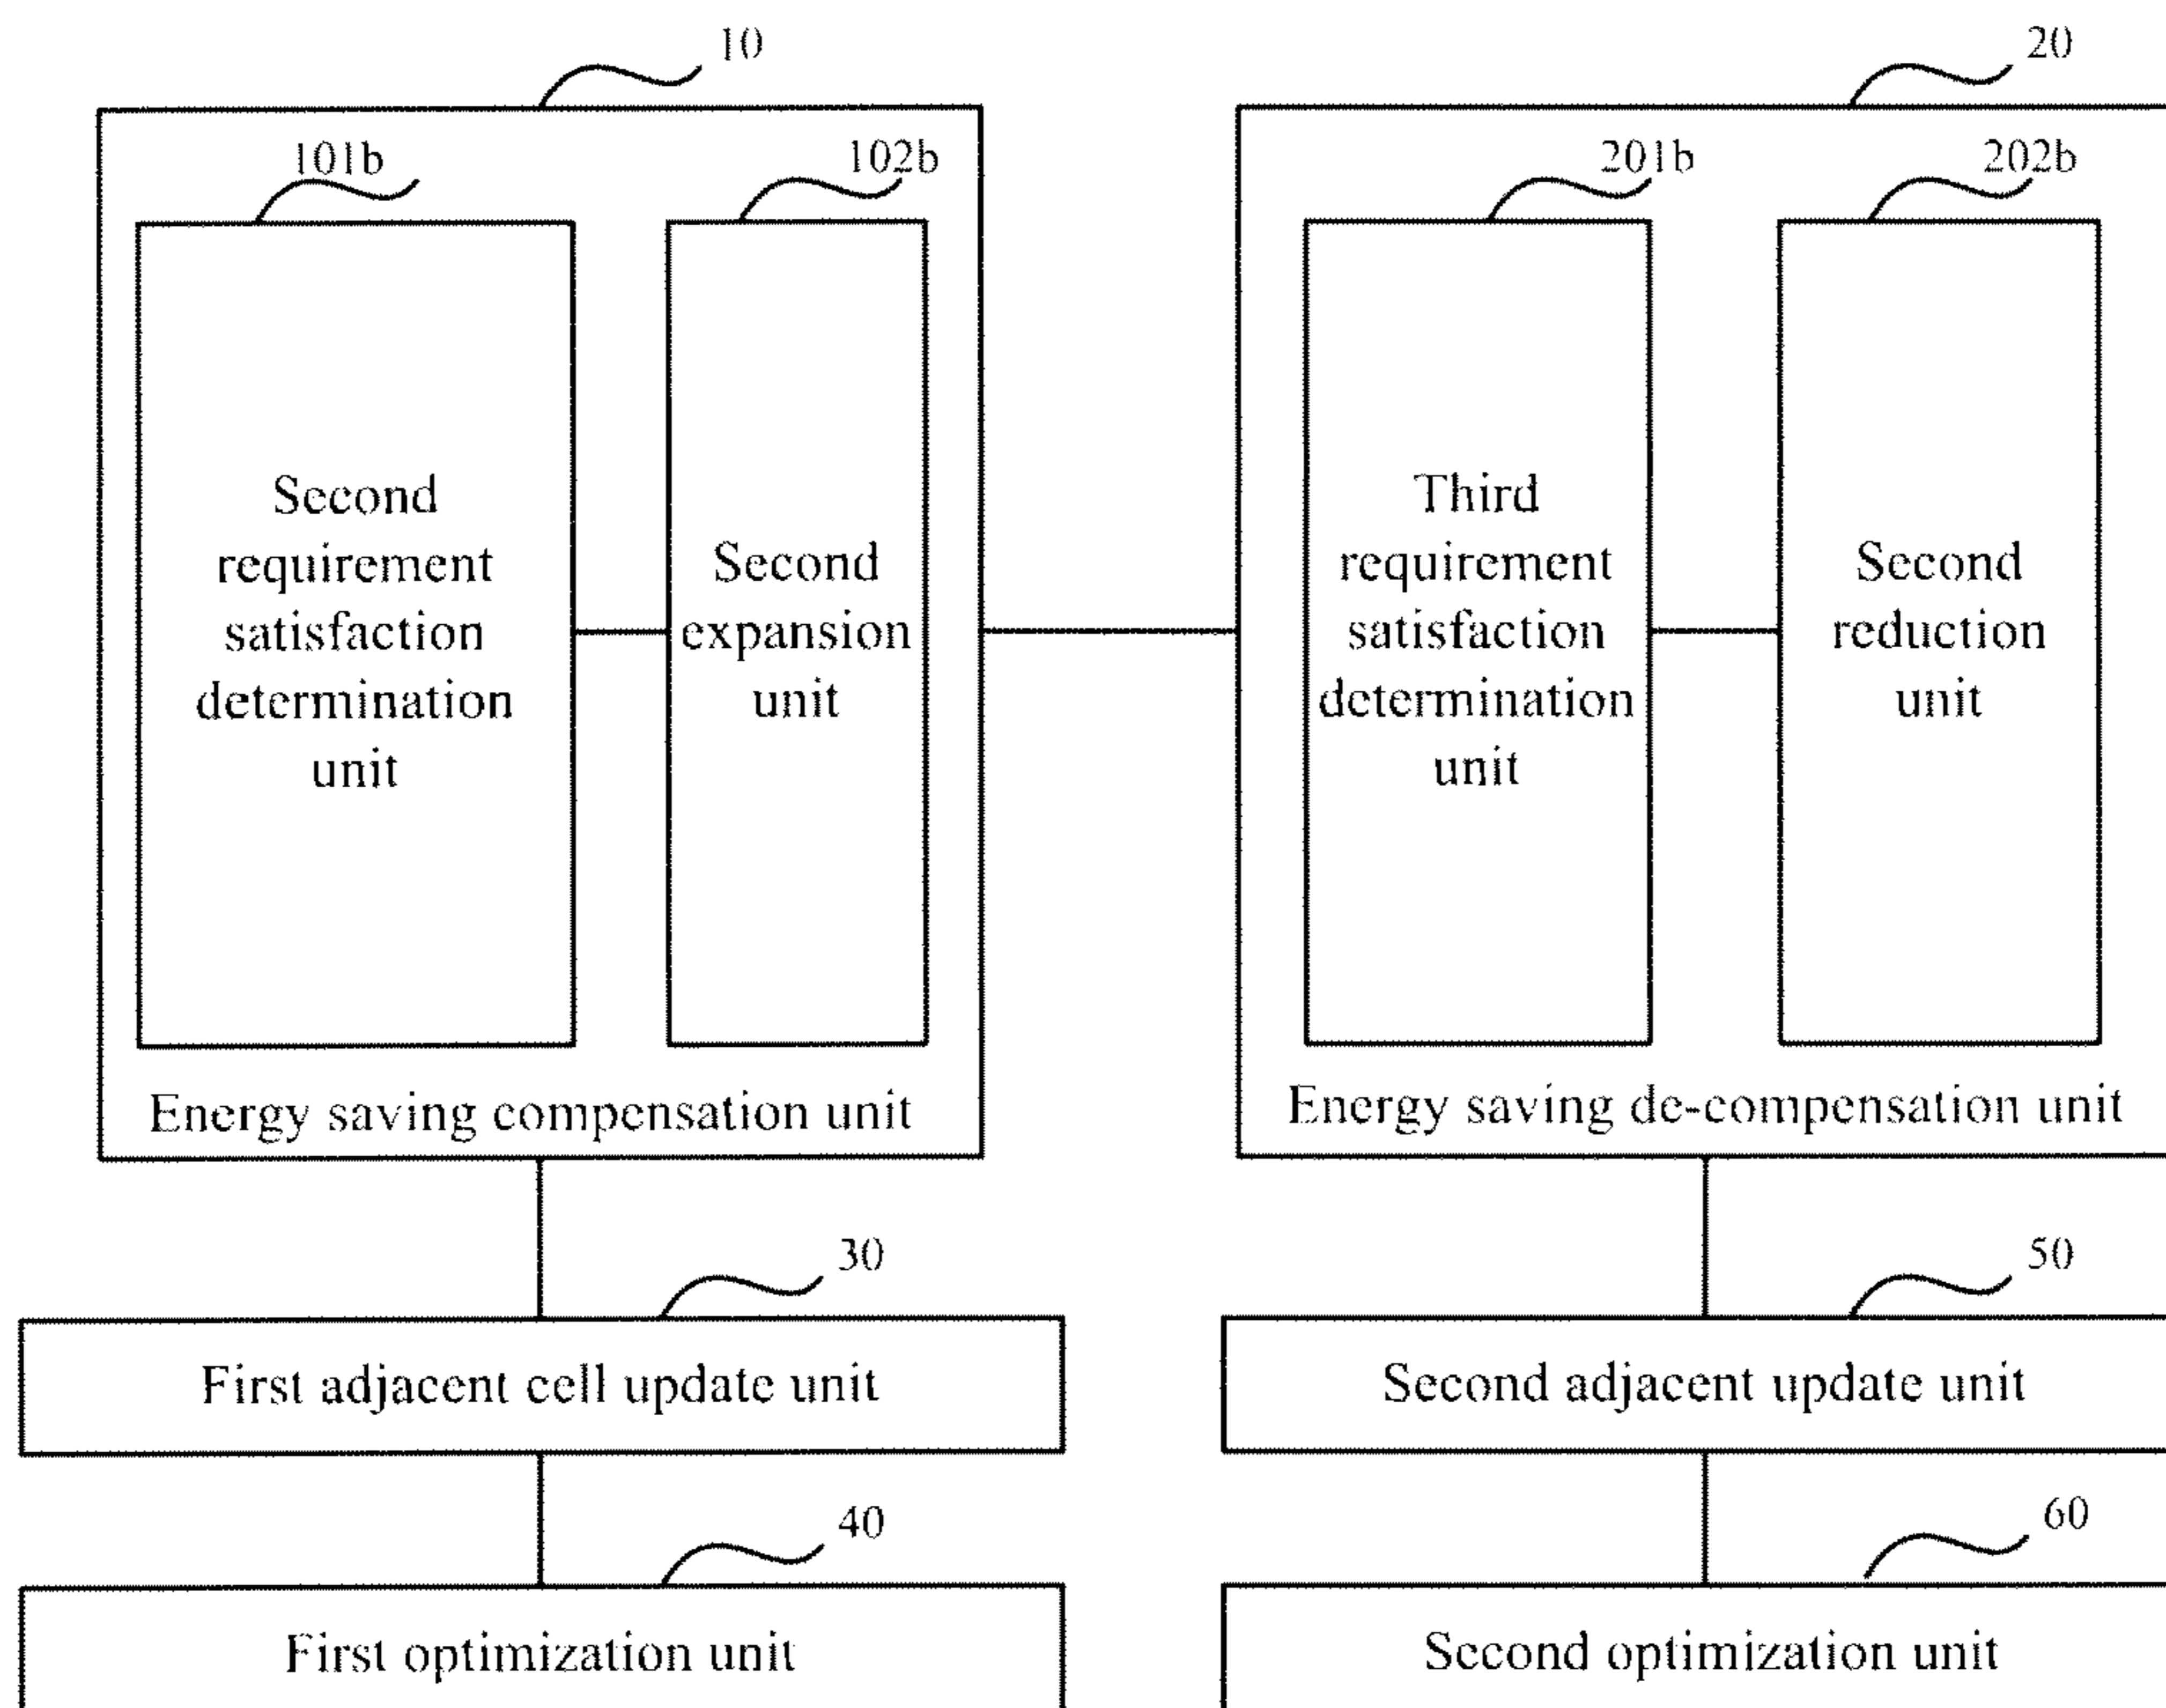 10
20
101b
102b
201b
202b
Second
requirement
satisfaction
determination
unit
Second
expansion
unit
Third
requirement
satisfaction
determination
unit
Second
reduction
unit
Energy saving compensation unit
Energy saving de-compensation unit
30
50
First adjacent cell update unit
Second adjacent update unit
40
60
First optimization unit
Second optimization unit